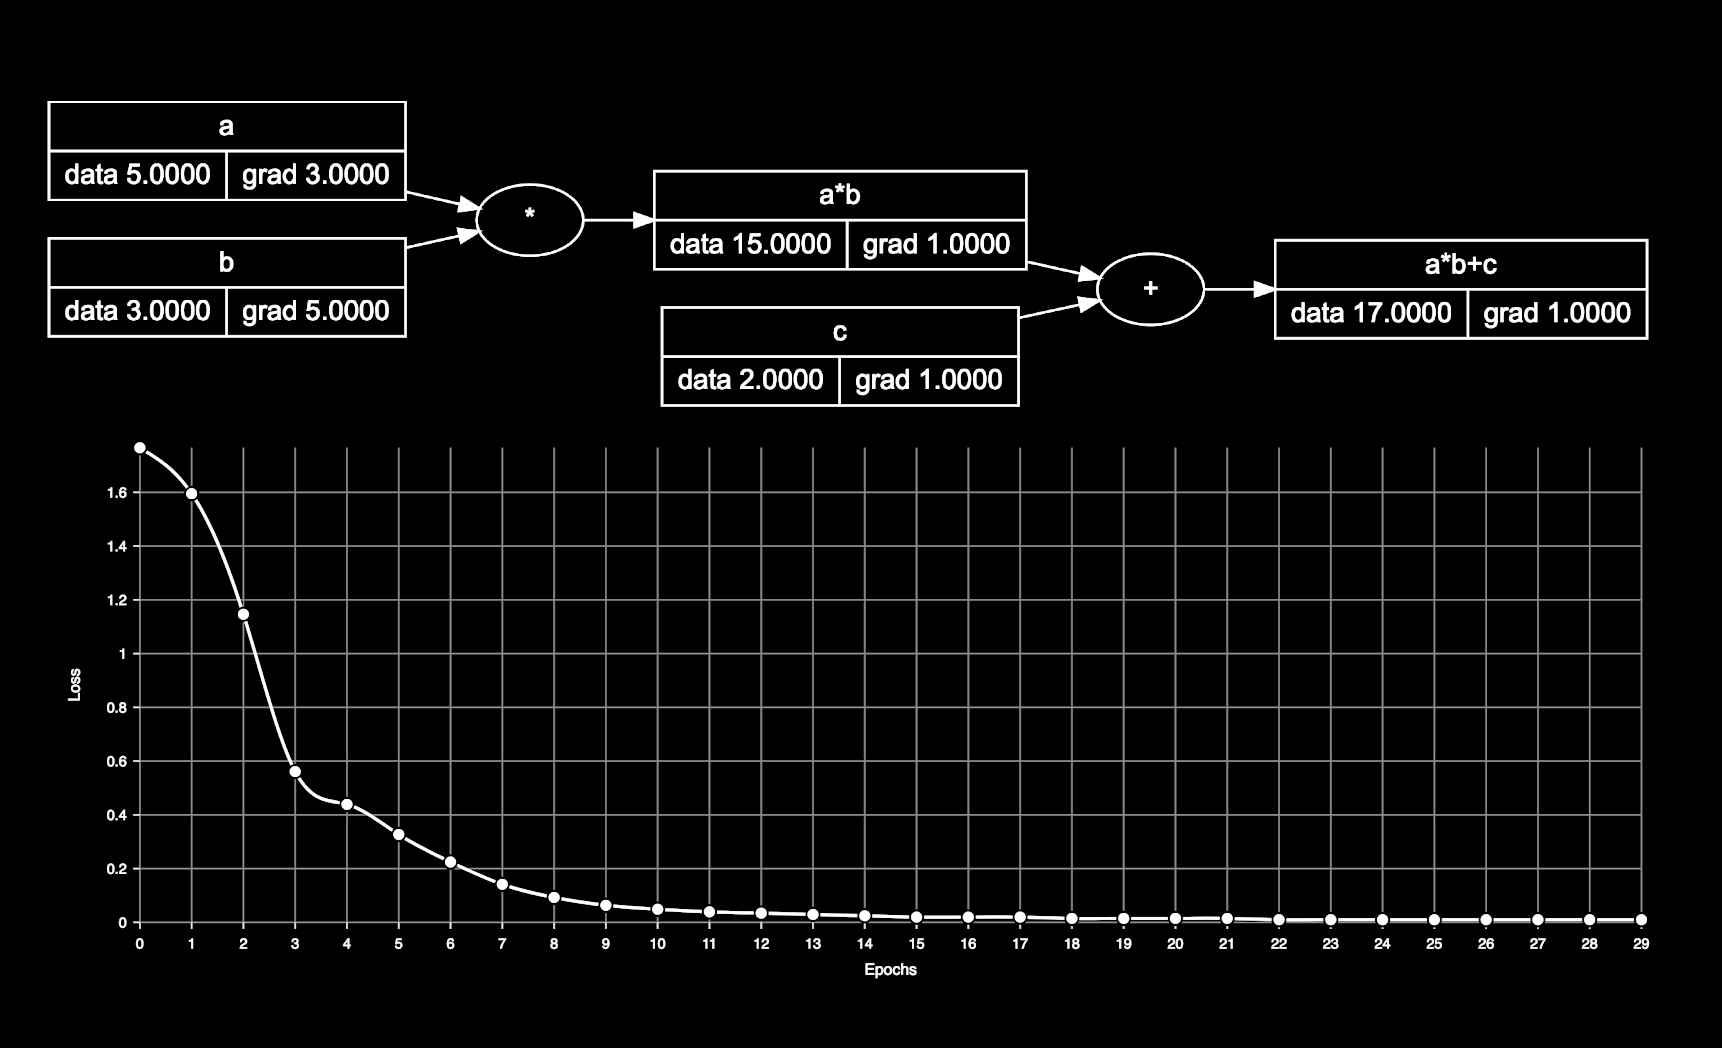 a
data 5.0000 grad 3.0000
b
data 3.0000 grad 5.0000
*
a*b
data 15.0000 grad 1.0000
c
data 2.0000 grad 1.0000
+
a*b+c
data 17.0000 grad 1.0000
1.6
1.4
1.2
1
0.8
0.6
0.4
0.2
0
Loss
0 1 2 3 4 5 6 7 8 9 10 11 12 13 14 15 16 17 18 19 20 21 22 23 24 25 26 27 28 29
Epochs